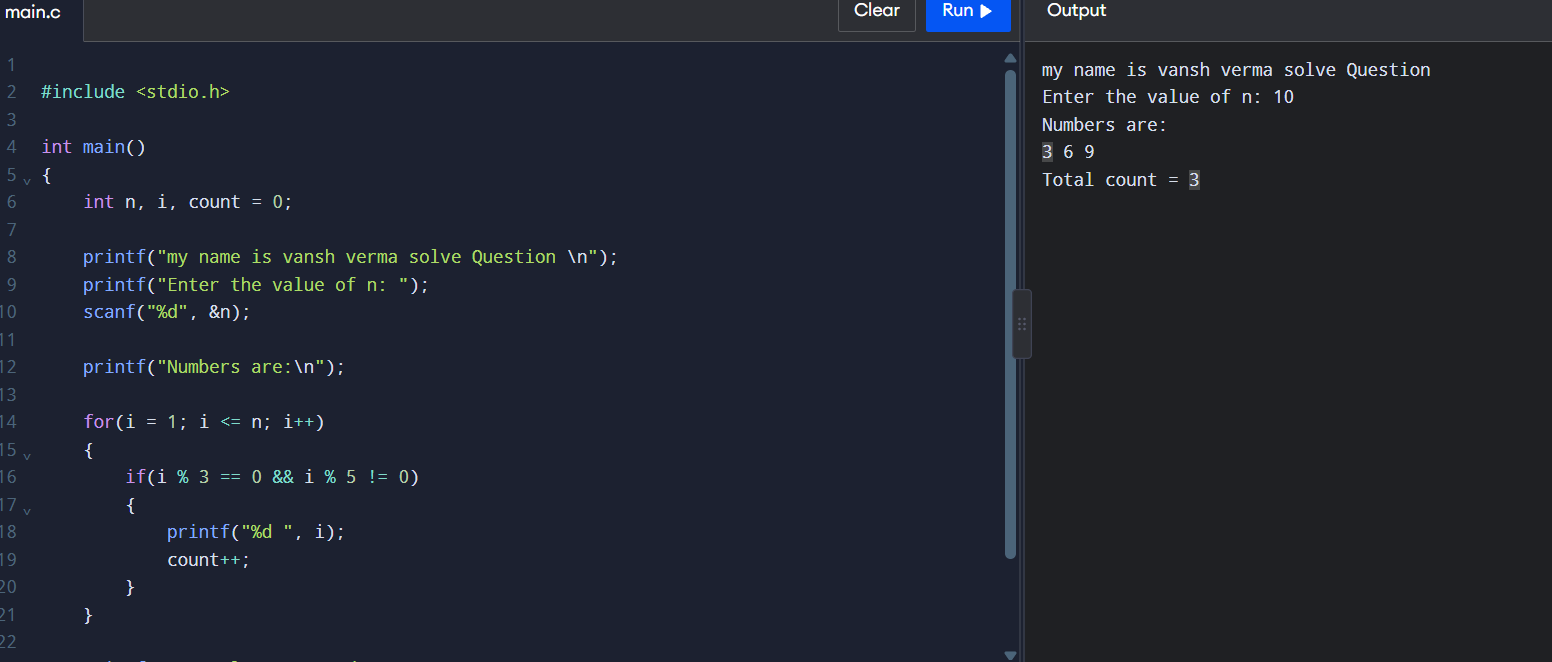 main.c
Clear
Run
Output
1
2 #include <stdio.h>
3
4 int main()
5 {
6 int n, i, count = 0;
7
8 printf("my name is vansh verma solve Question \n");
9 printf("Enter the value of n: ");
10 scanf("%d", &n);
11
12 printf("Numbers are:\n");
13
14 for(i = 1; i <= n; i++)
15 {
16 if(i % 3 == 0 && i % 5 != 0)
17 {
18 printf("%d ", i);
19 count++;
20 }
21 }
22
my name is vansh verma solve Question
Enter the value of n: 10
Numbers are:
3 6 9
Total count = 3